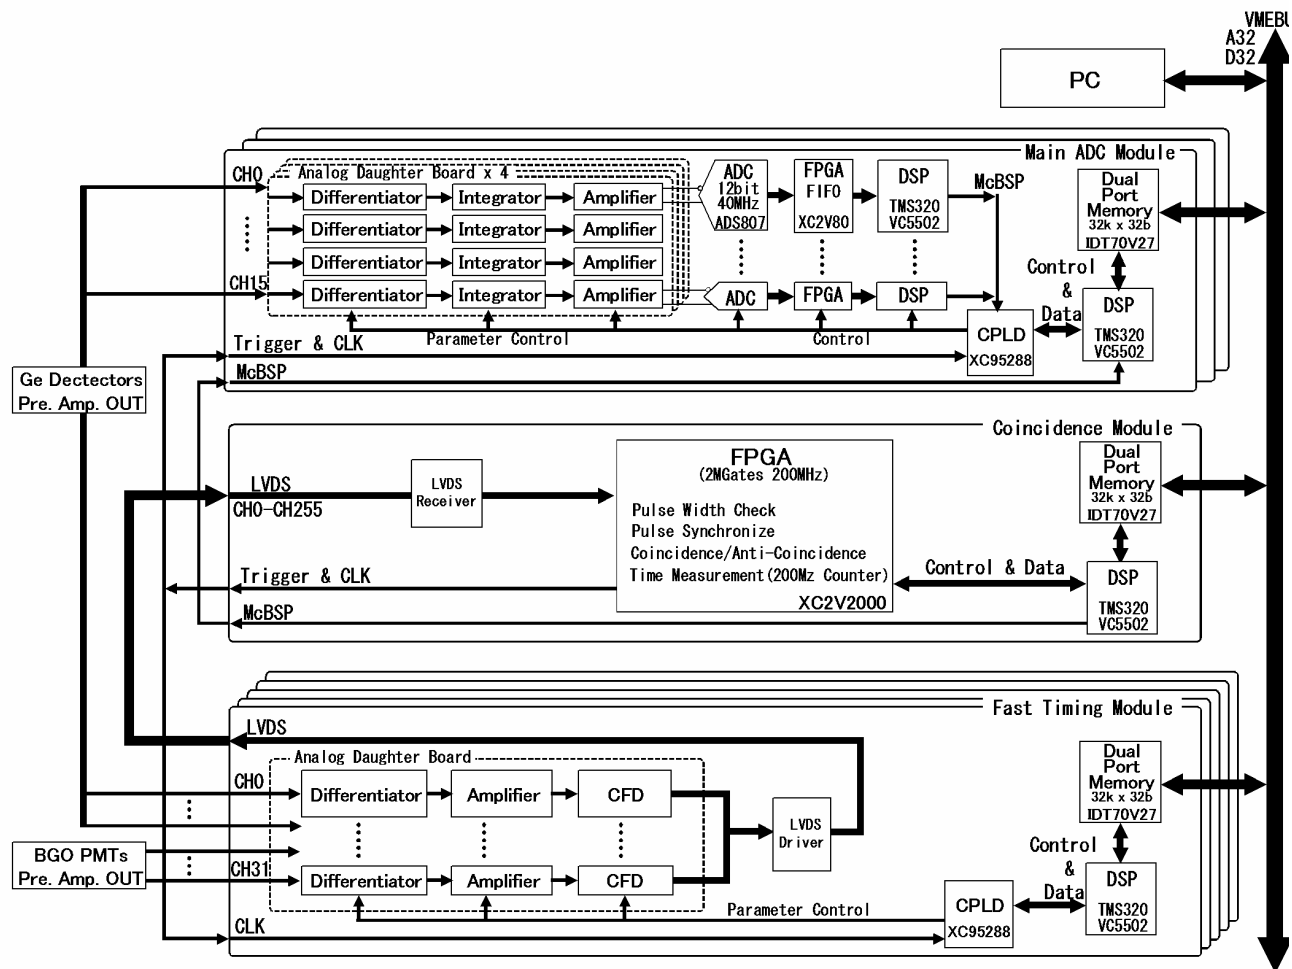 VMEBU
A32
D32
PC
Main ADC Module
CH0
Analog Daughter Board x 4
Differentiator
Integrator
Amplifier
Differentiator
Integrator
Amplifier
Differentiator
Integrator
Amplifier
CH15
Differentiator
Integrator
Amplifier
ADC
12bit
40MHz
ADS807
FPGA
FIFO
XC2V80
DSP
TMS320
VC5502
McBSP
ADC
FPGA
DSP
Dual
Port
Memory
32k x 32b
IDT70V27
Control
&
Data
DSP
TMS320
VC5502
CPLD
XC95288
Parameter Control
Control
Trigger & CLK
McBSP
Ge Dectectors
Pre. Amp. OUT
Coincidence Module
LVDS
CH0-CH255
LVDS
Receiver
FPGA
(2MGates 200MHz)
Pulse Width Check
Pulse Synchronize
Coincidence/Anti-Coincidence
Time Measurement(200Mz Counter)
XC2V2000
Control & Data
Dual
Port
Memory
32k x 32b
IDT70V27
DSP
TMS320
VC5502
Trigger & CLK
McBSP
Fast Timing Module
LVDS
Analog Daughter Board
CH0
Differentiator
Amplifier
CFD
LVDS
Driver
BGO PMTs
Pre. Amp. OUT
CH31
Differentiator
Amplifier
CFD
Parameter Control
CLK
CPLD
XC95288
Control
&
Data
Dual
Port
Memory
32k x 32b
IDT70V27
DSP
TMS320
VC5502